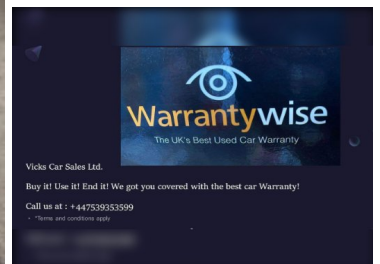 Warrantywise
The UK's Best Used Car Warranty
Vicks Car Sales Ltd.
Buy it! Use it! End it! We got you covered with the best car Warranty!
Call us at : +447539353599
- *Terms and conditions apply